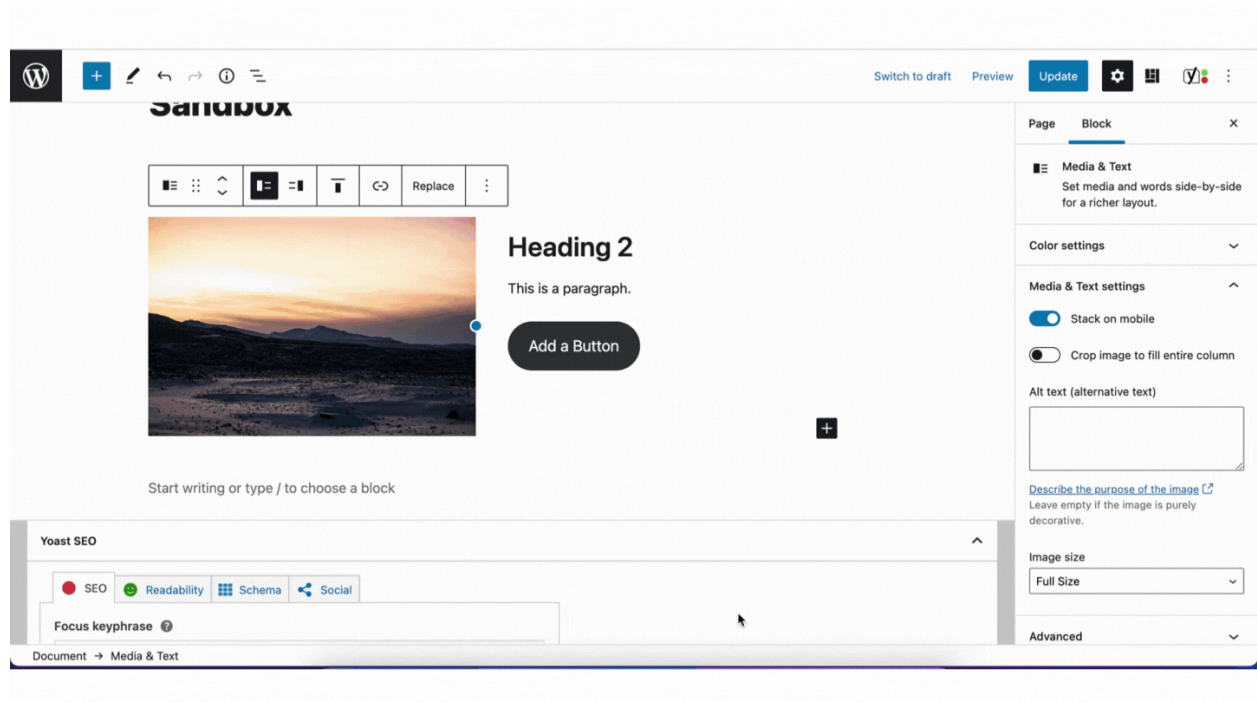 Switch to draft Preview Update
Sandbox
Replace
Heading 2
This is a paragraph.
Add a Button
Start writing or type / to choose a block
Yoast SEO
SEO Readability Schema Social
Focus keyphrase
Document → Media & Text
Page Block
Media & Text
Set media and words side-by-side
for a richer layout.
Color settings
Media & Text settings
Stack on mobile
Crop image to fill entire column
Alt text (alternative text)
Describe the purpose of the image
Leave empty if the image is purely
decorative.
Image size
Full Size
Advanced